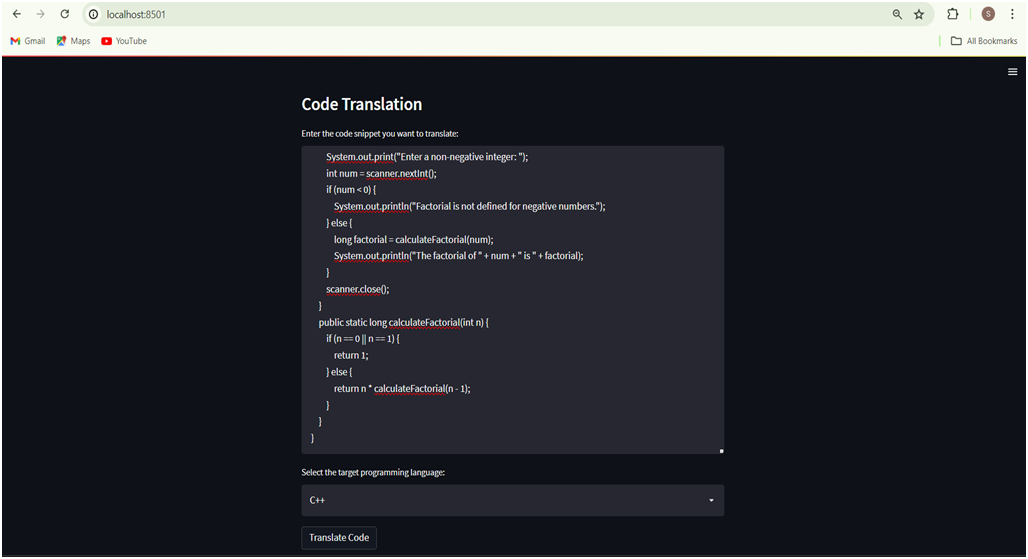 localhost:8501
S
Gmail Maps YouTube All Bookmarks
Code Translation
Enter the code snippet you want to translate:
System.out.print("Enter a non-negative integer: ");
int num = scanner.nextInt();
if (num < 0) {
System.out.println("Factorial is not defined for negative numbers.");
} else {
long factorial = calculateFactorial(num);
System.out.println("The factorial of " + num + " is " + factorial);
}
scanner.close();
}
public static long calculateFactorial(int n) {
if (n == 0 || n == 1) {
return 1;
} else {
return n * calculateFactorial(n - 1);
}
}
}
Select the target programming language:
C++
Translate Code